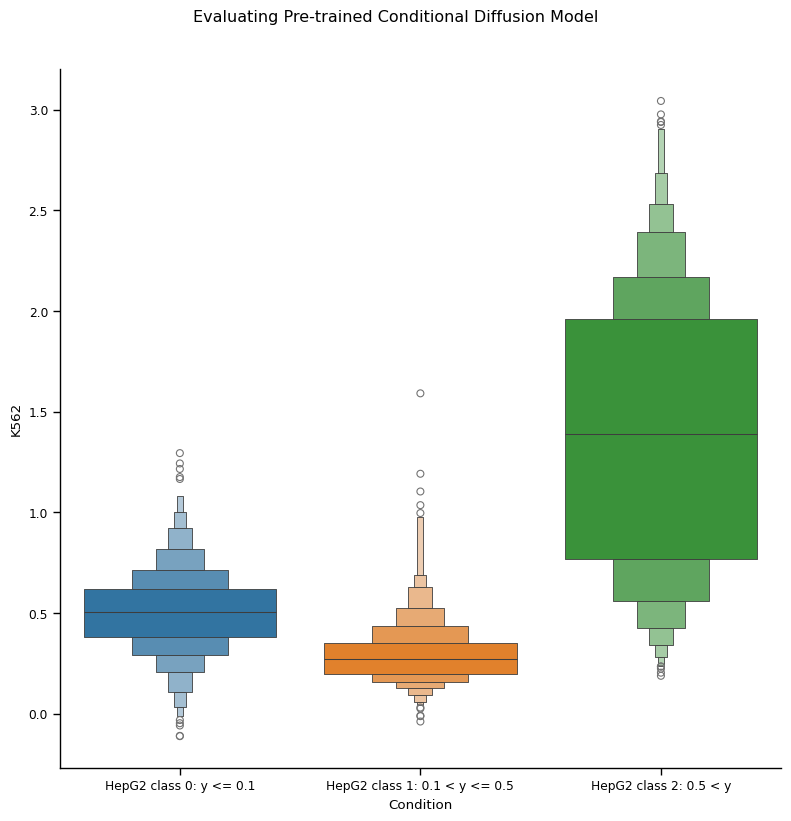 Evaluating Pre-trained Conditional Diffusion Model
3.0
2.5
2.0
1.5
1.0
0.5
0.0
K562
HepG2 class 0: y <= 0.1
HepG2 class 1: 0.1 < y <= 0.5
HepG2 class 2: 0.5 < y
Condition